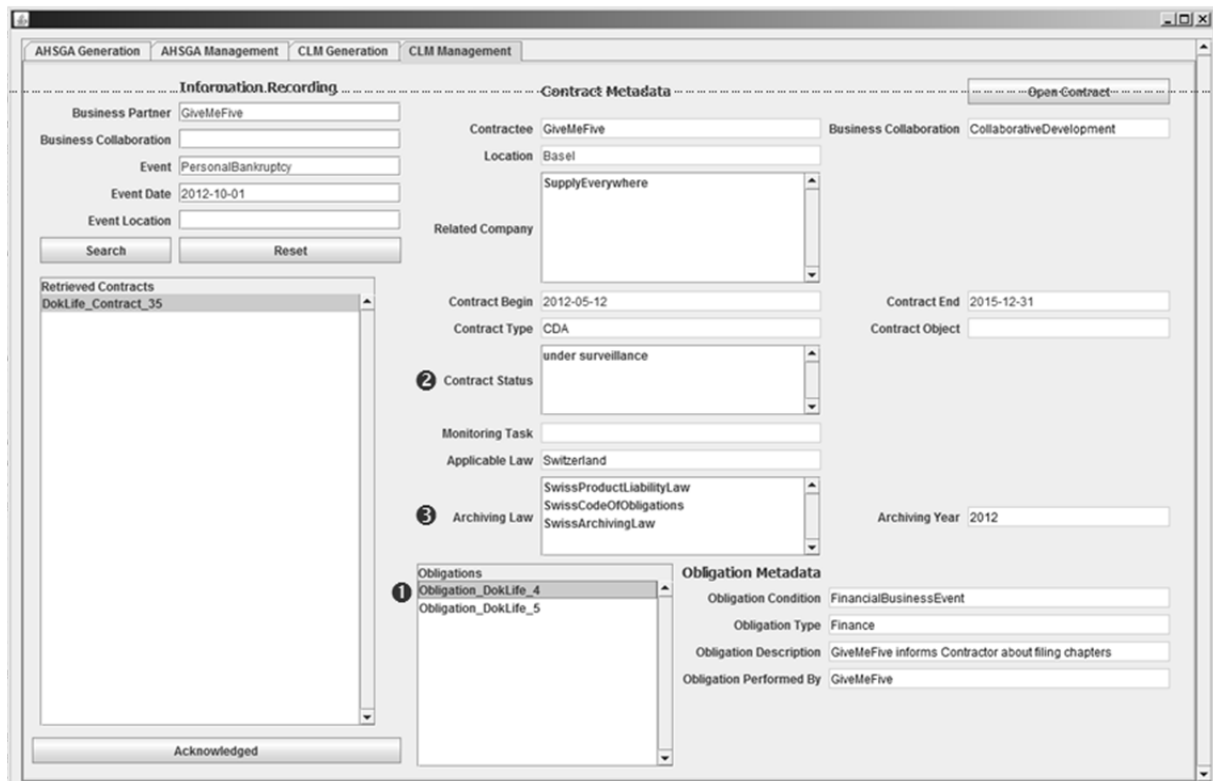 AHSGA Generation AHSGA Management CLM Generation CLM Management
Information Recording
Business Partner GiveMeFive
Business Collaboration
Event PersonalBankruptcy
Event Date 2012-10-01
Event Location
Search Reset
Retrieved Contracts
DokLife_Contract_35
Acknowledged
Contract Metadata Open Contract
Contractee GiveMeFive Business Collaboration CollaborativeDevelopment
Location Basel
SupplyEverywhere
Related Company
Contract Begin 2012-05-12 Contract End 2015-12-31
Contract Type CDA Contract Object
under surveillance
❷ Contract Status
Monitoring Task
Applicable Law Switzerland
SwissProductLiabilityLaw
SwissCodeOfObligations
❸ Archiving Law Archiving Year 2012
SwissArchivingLaw
Obligations
❶ Obligation_DokLife_4
Obligation_DokLife_5
Obligation Metadata
Obligation Condition FinancialBusinessEvent
Obligation Type Finance
Obligation Description GiveMeFive informs Contractor about filing chapters
Obligation Performed By GiveMeFive